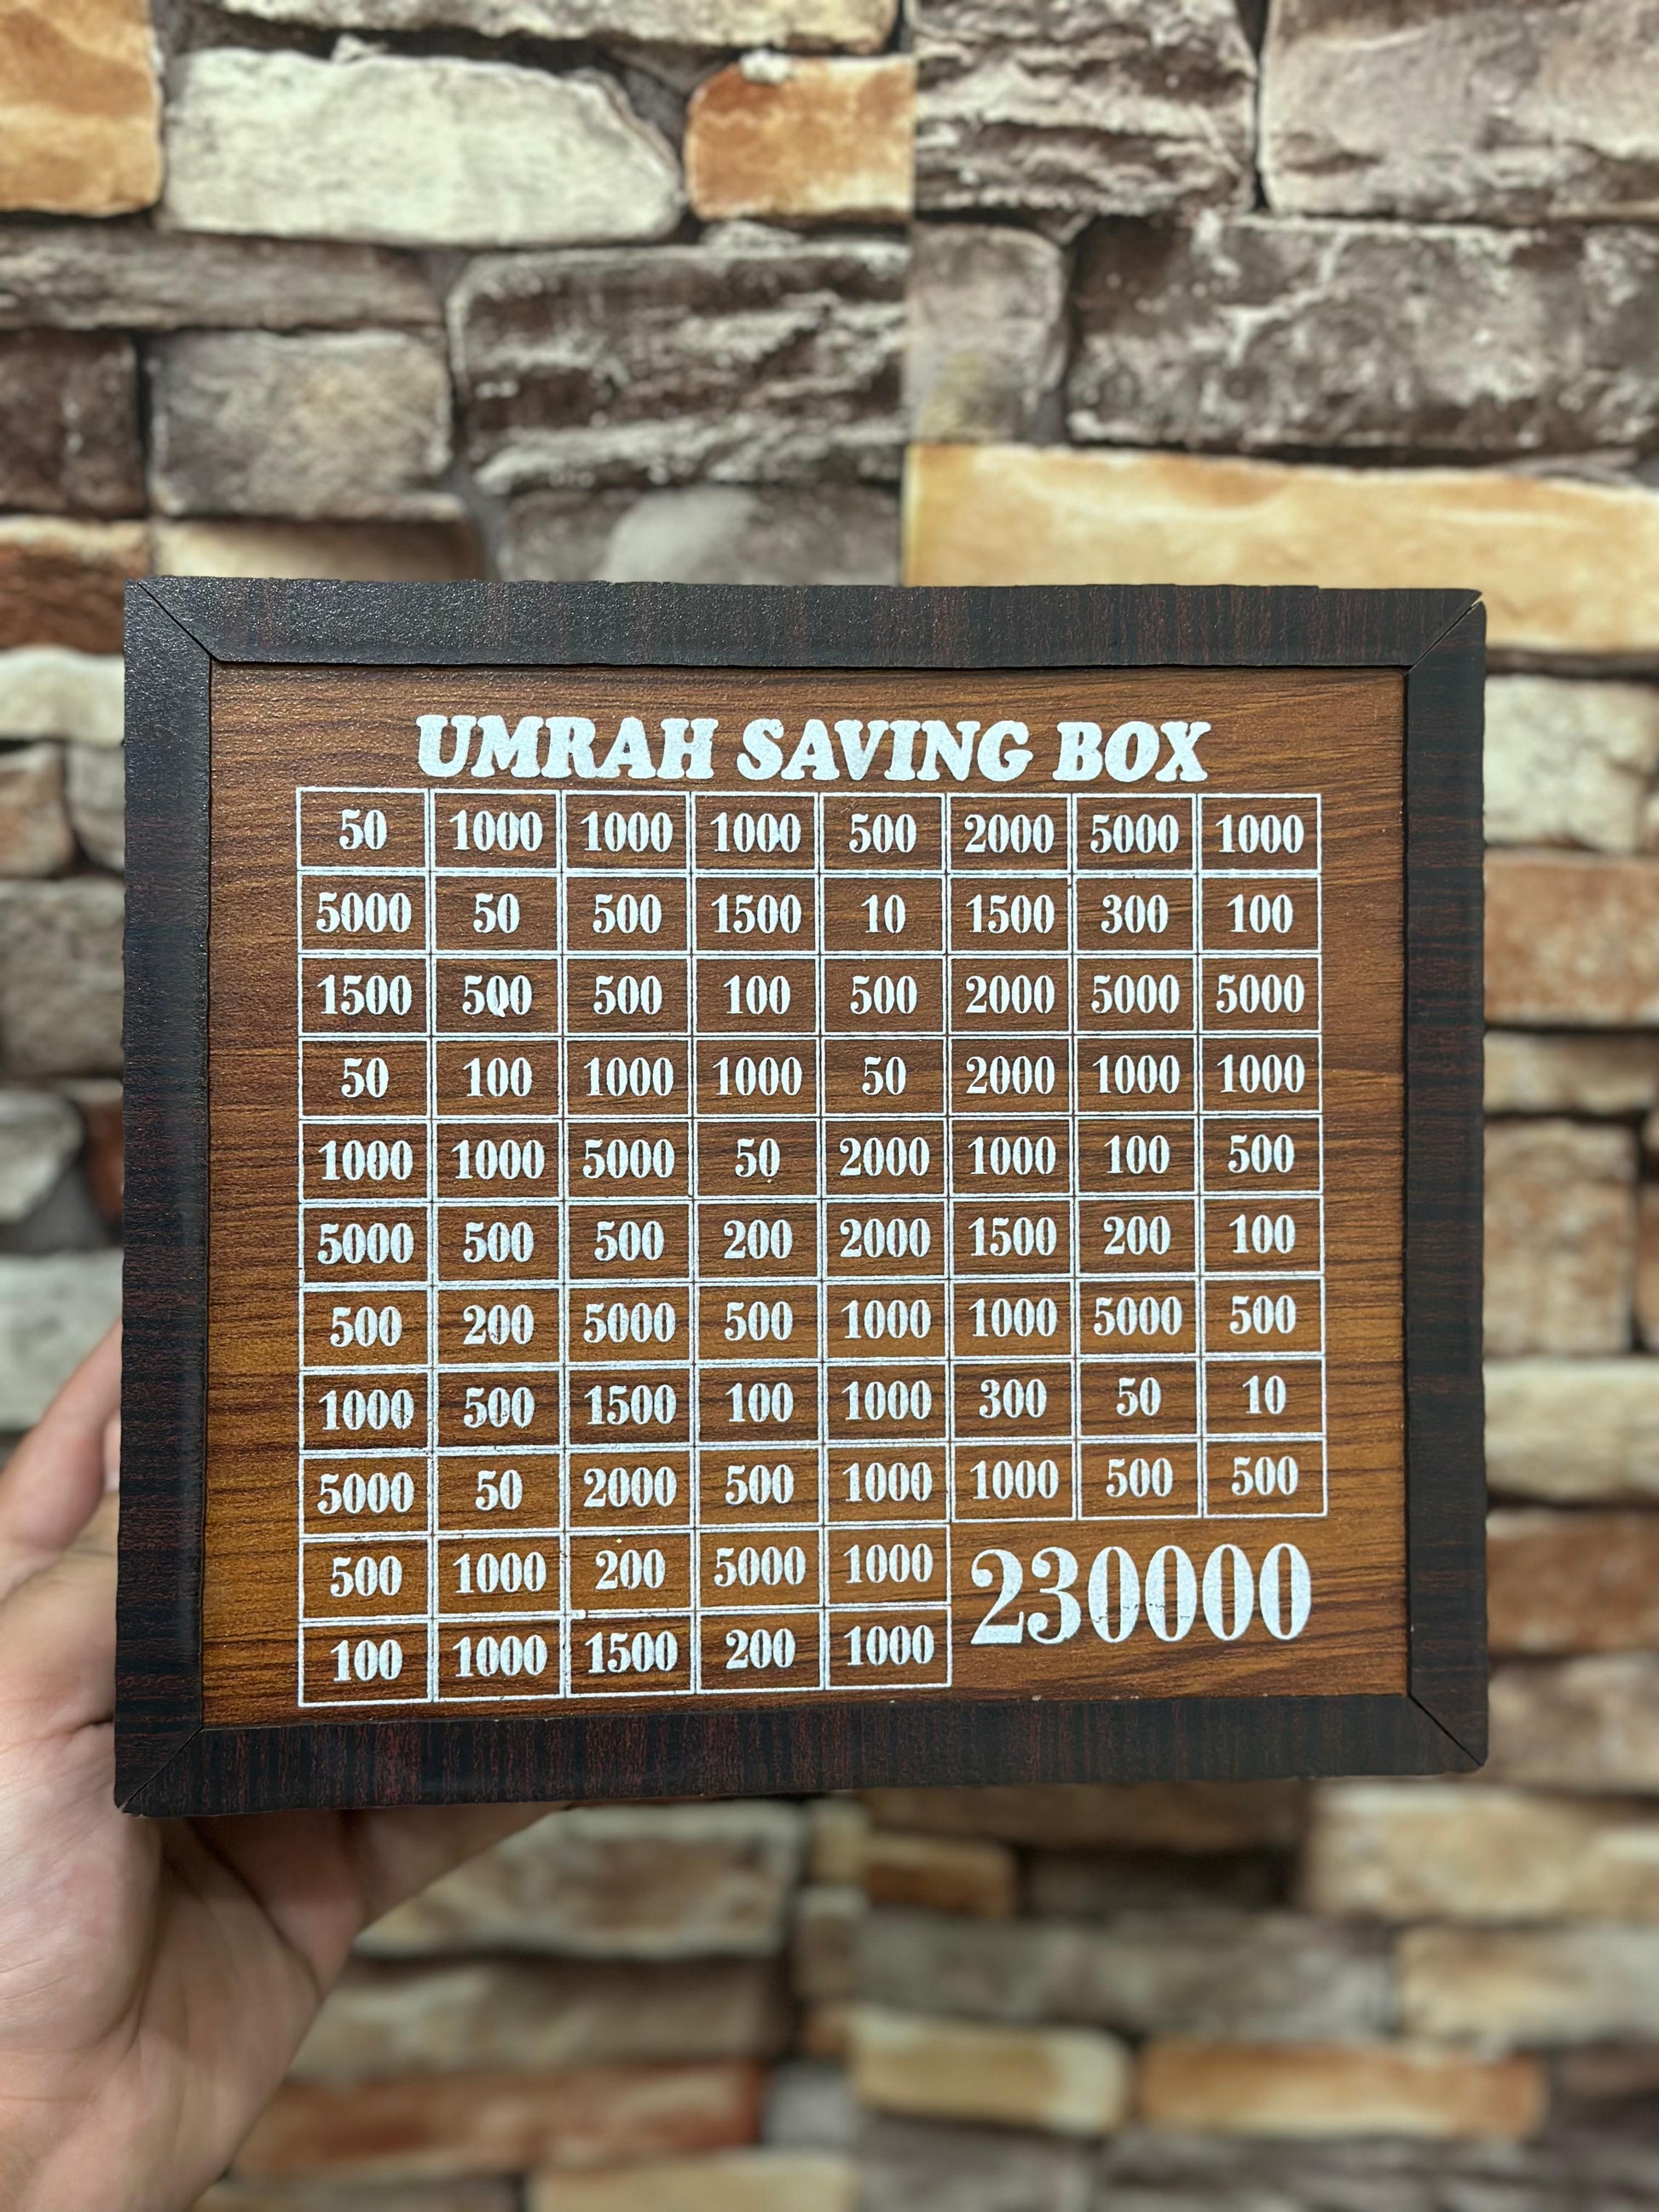 UMRAH SAVING BOX
50 1000 1000 1000 500 2000 5000 1000
5000 50 500 1500 10 1500 300 100
1500 500 500 100 500 2000 5000 5000
50 100 1000 1000 50 2000 1000 1000
1000 1000 5000 50 2000 1000 100 500
5000 500 500 200 2000 1500 200 100
500 200 5000 500 1000 1000 5000 500
1000 500 1500 100 1000 300 50 10
5000 50 2000 500 1000 1000 500 500
500 1000 200 5000 1000
230000
100 1000 1500 200 1000